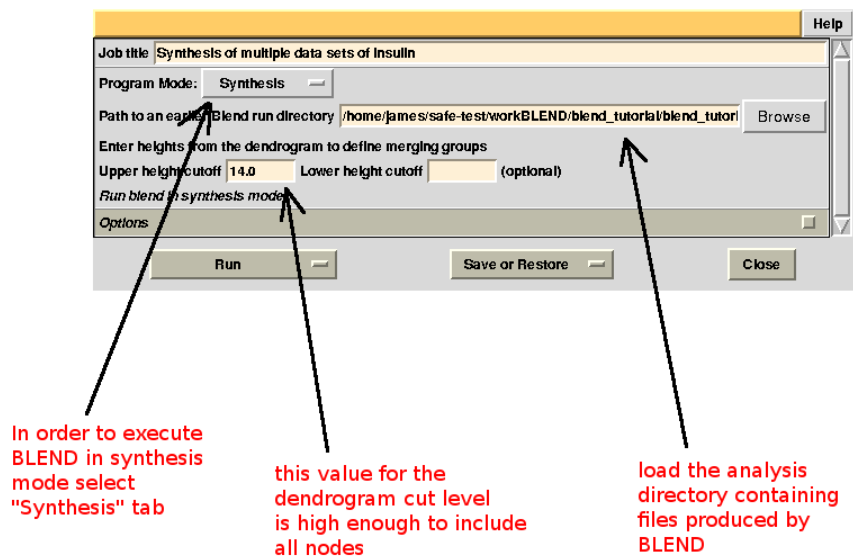 Help
Job title Synthesis of multiple data sets of insulin
Program Mode: Synthesis
Path to an earlier Blend run directory /home/james/safe-test/workBLEND/blend_tutorial/blend_tutori Browse
Enter heights from the dendrogram to define merging groups
Upper height cutoff 14.0 Lower height cutoff (optional)
Run blend in synthesis mode
Options
Run Save or Restore Close
In order to execute
BLEND in synthesis
mode select
"Synthesis" tab
this value for the
dendrogram cut level
is high enough to include
all nodes
load the analysis
directory containing
files produced by
BLEND